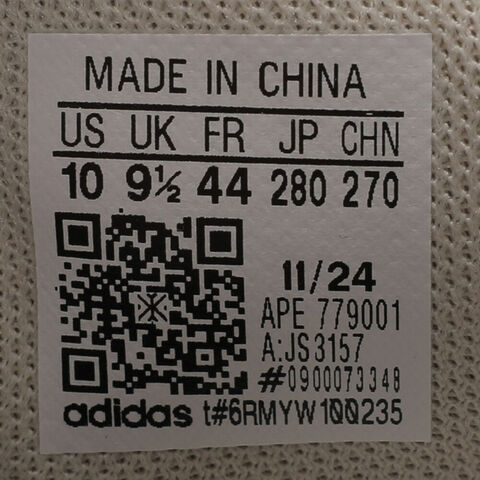 MADE IN CHINA
US UK FR JP CHN
10 9½ 44 280 270
11/24
APE 779001
A:JS3157
#0900073348
adidas t#6RMYW100235